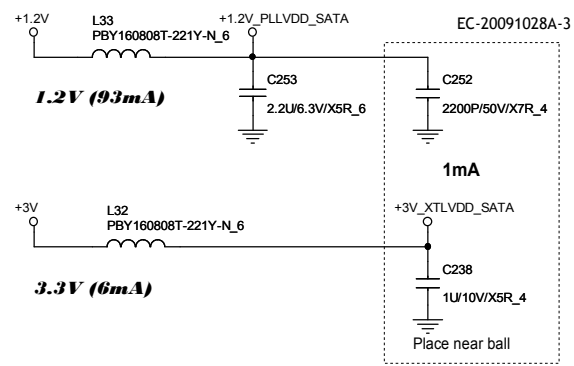 +1.2V
L33
PBY160808T-221Y-N_6
+1.2V_PLLVDD_SATA
EC-20091028A-3
1.2V (93mA)
C253
2.2U/6.3V/X5R_6
C252
2200P/50V/X7R_4
1mA
+3V
L32
PBY160808T-221Y-N_6
+3V_XTLVDD_SATA
3.3V (6mA)
C238
1U/10V/X5R_4
Place near ball